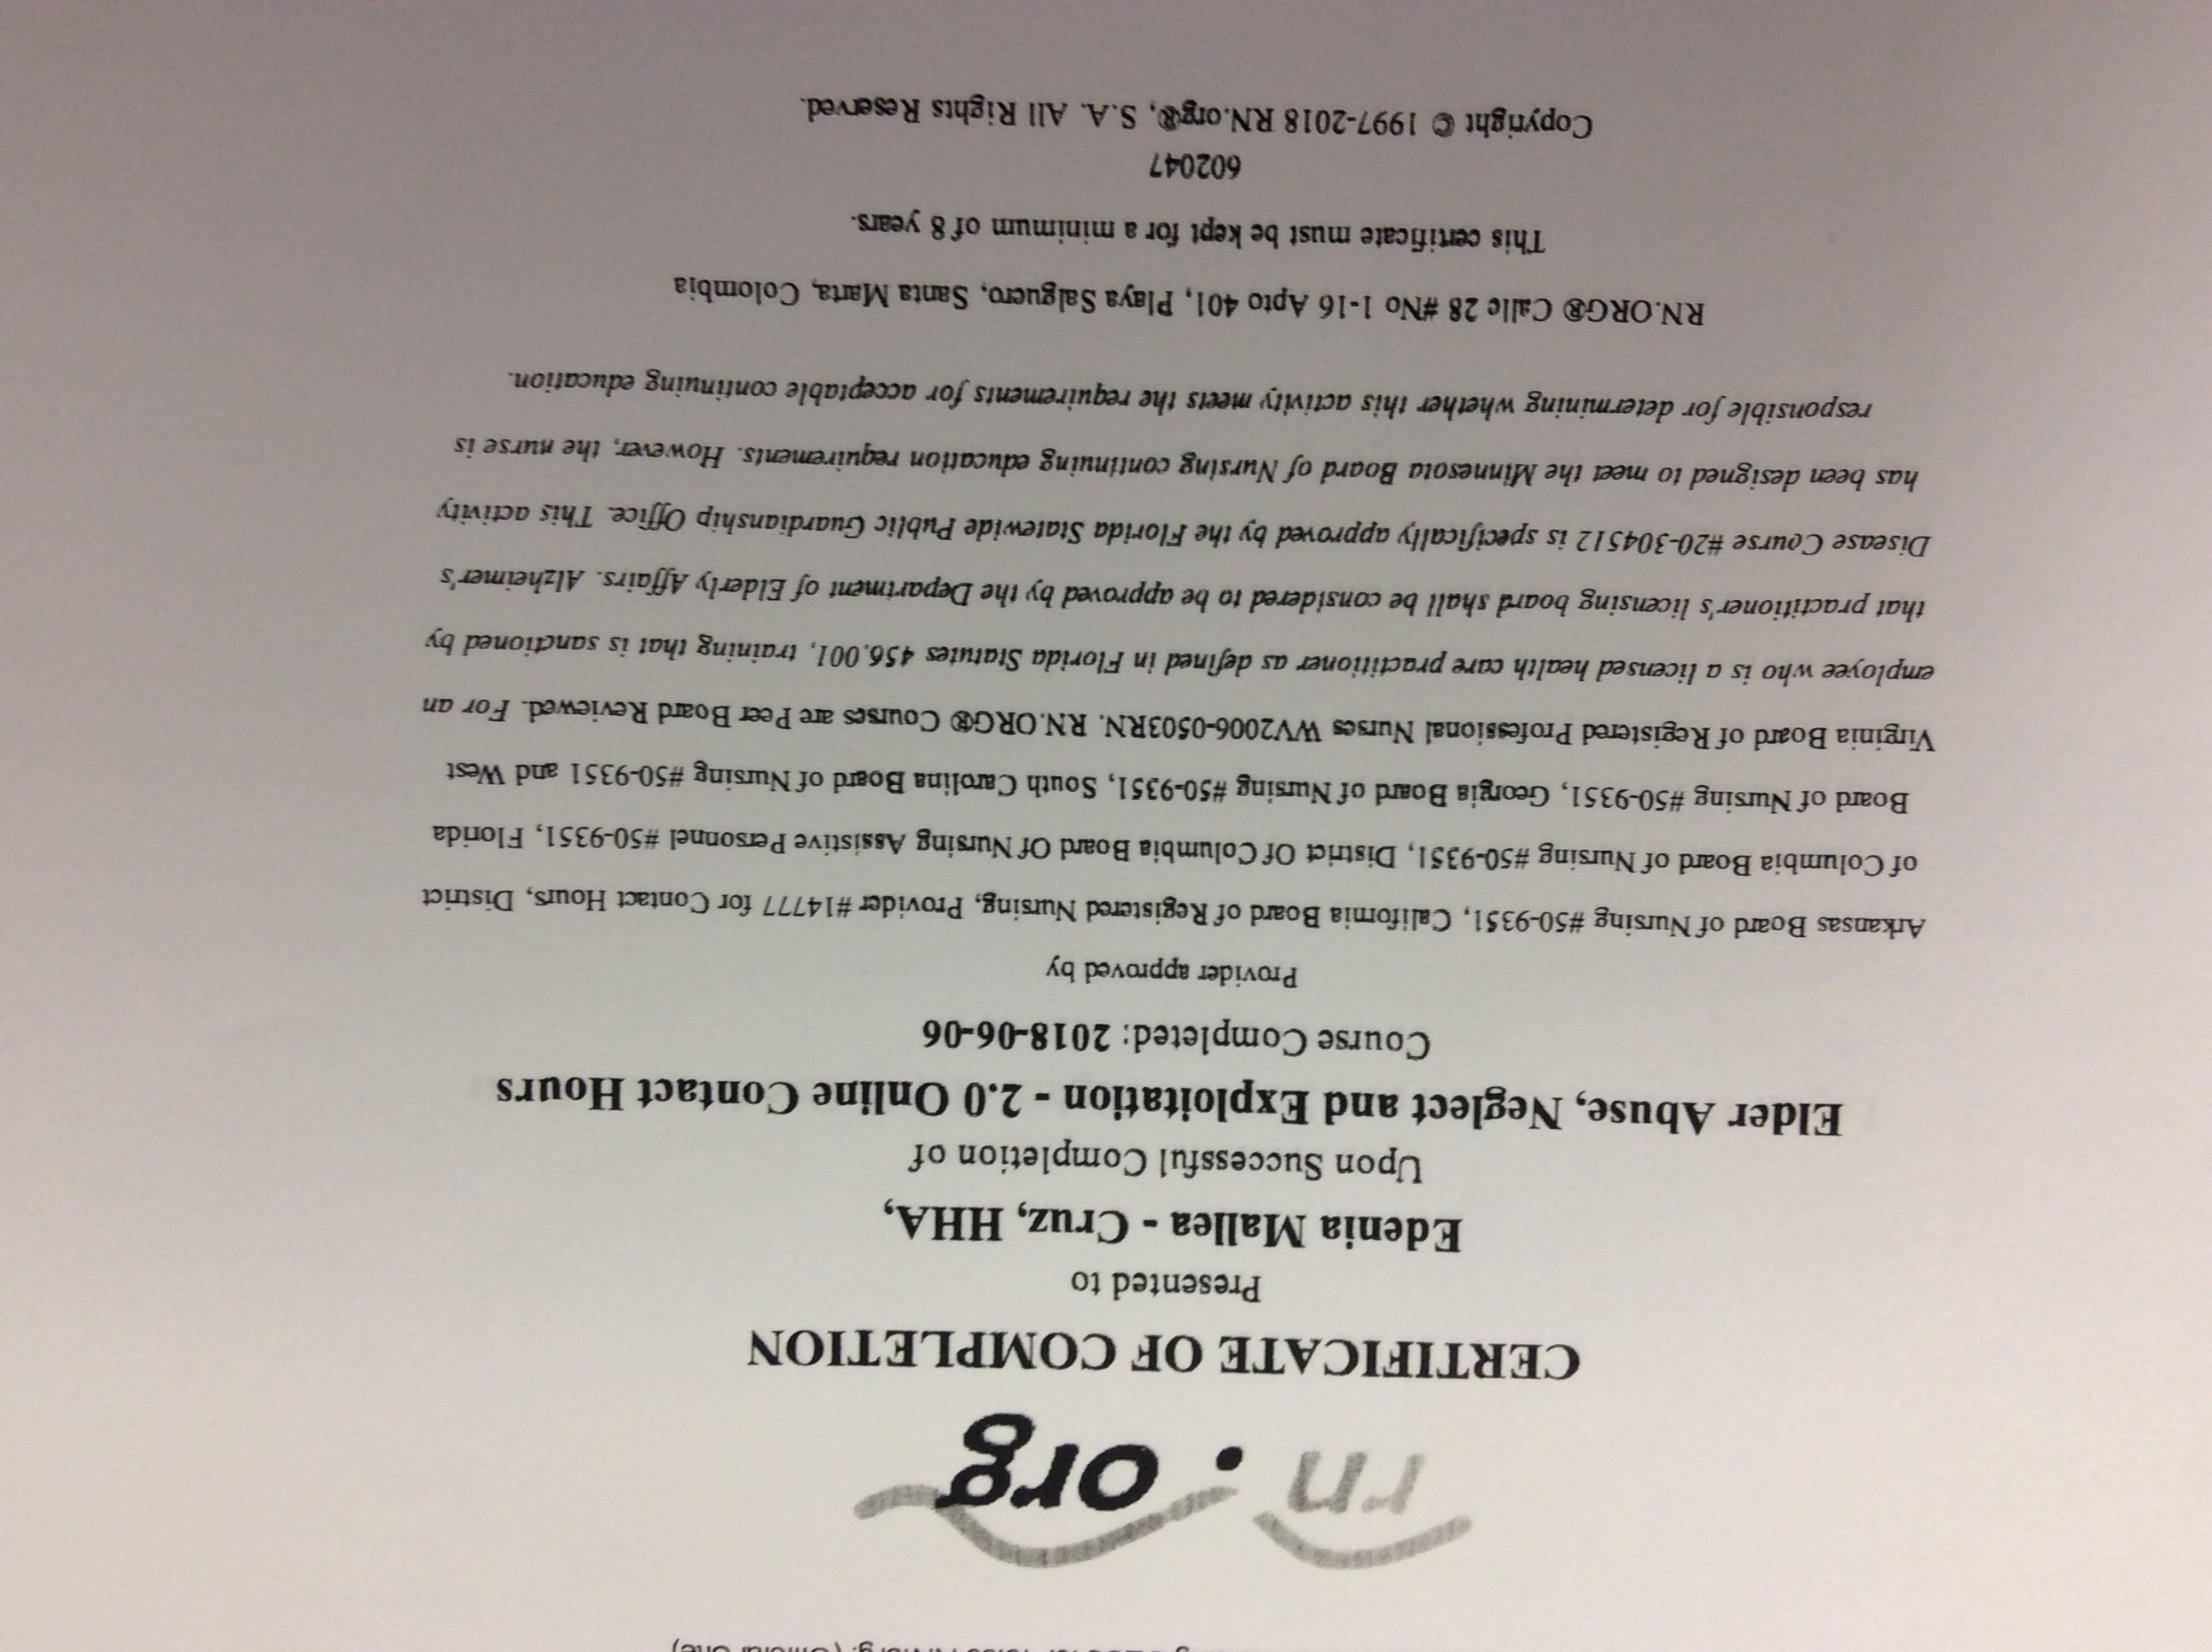 RN.org. (Official Site)
rn.org
CERTIFICATE OF COMPLETION
Presented to
Edenia Mallea - Cruz, HHA,
Upon Successful Completion of
Elder Abuse, Neglect and Exploitation - 2.0 Online Contact Hours
Course Completed: 2018-06-06
Provider approved by
Arkansas Board of Nursing #50-9351, California Board of Registered Nursing, Provider #14777 for Contact Hours, District
of Columbia Board of Nursing #50-9351, District Of Columbia Board Of Nursing Assistive Personnel #50-9351, Florida
Board of Nursing #50-9351, Georgia Board of Nursing #50-9351, South Carolina Board of Nursing #50-9351 and West
Virginia Board of Registered Professional Nurses WV2006-0503RN. RN.ORG® Courses are Peer Board Reviewed. For an
employee who is a licensed health care practitioner as defined in Florida Statutes 456.001, training that is sanctioned by
that practitioner's licensing board shall be considered to be approved by the Department of Elderly Affairs. Alzheimer's
Disease Course #20-304512 is specifically approved by the Florida Statewide Public Guardianship Office. This activity
has been designed to meet the Minnesota Board of Nursing continuing education requirements. However, the nurse is
responsible for determining whether this activity meets the requirements for acceptable continuing education.
RN.ORG® Calle 28 #No 1-16 Apto 401, Playa Salguero, Santa Marta, Colombia
This certificate must be kept for a minimum of 8 years.
602047
Copyright © 1997-2018 RN.org®, S.A. All Rights Reserved.